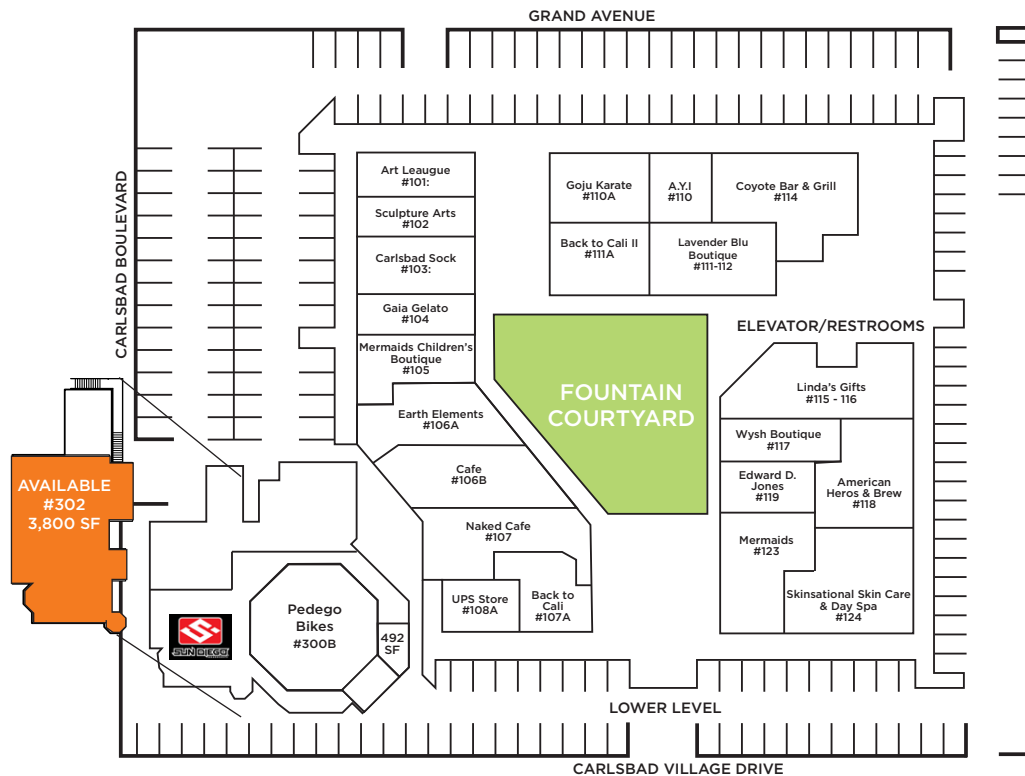 GRAND AVENUE
CARLSBAD BOULEVARD
Art Leaugue
#101:
Sculpture Arts
#102
Carlsbad Sock
#103:
Gaia Gelato
#104
Mermaids Children's
Boutique
#105
Earth Elements
#106A
Cafe
#106B
Naked Cafe
#107
UPS Store
#108A
Back to
Cali
#107A
Goju Karate
#110A
A.Y.I
#110
Coyote Bar & Grill
#114
Back to Cali II
#111A
Lavender Blu
Boutique
#111-112
FOUNTAIN
COURTYARD
ELEVATOR/RESTROOMS
Linda's Gifts
#115 - 116
Wysh Boutique
#117
Edward D.
Jones
#119
American
Heros & Brew
#118
Mermaids
#123
Skinsational Skin Care
& Day Spa
#124
AVAILABLE
#302
3,800 SF
SUN DIEGO
Pedego
Bikes
#300B
492
SF
LOWER LEVEL
CARLSBAD VILLAGE DRIVE